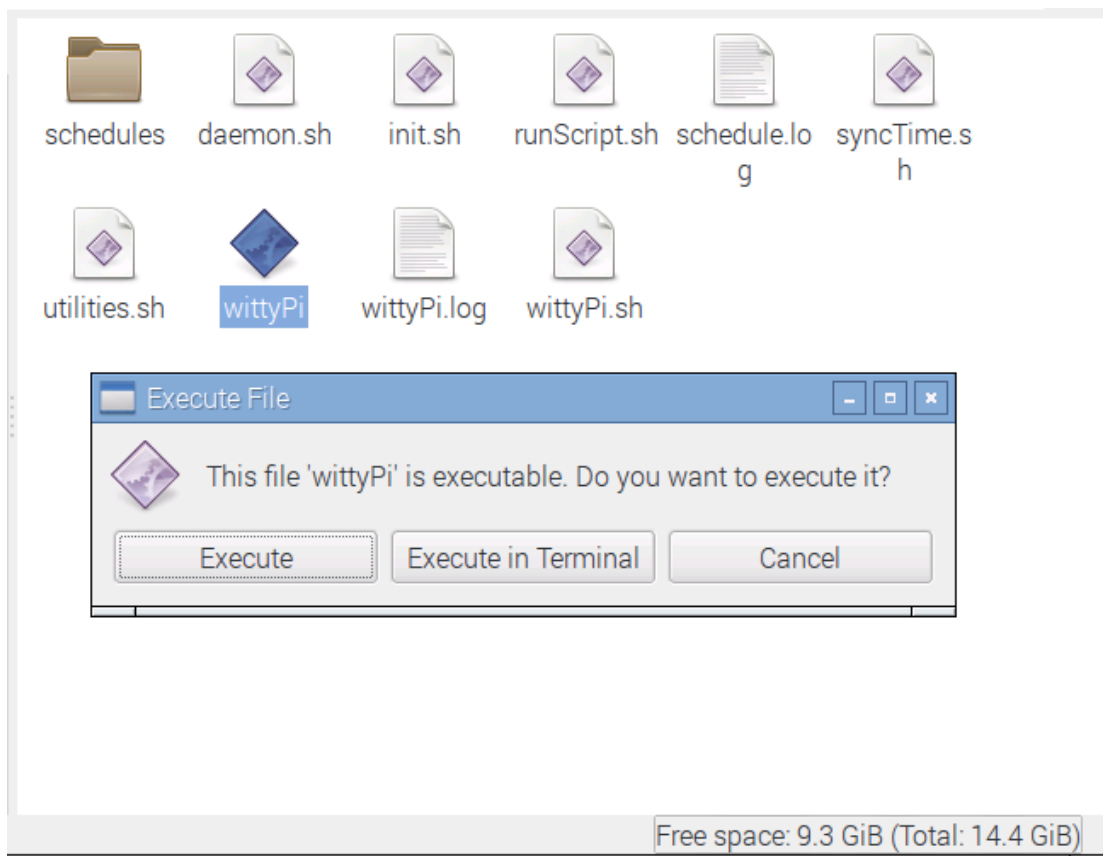 schedules daemon.sh init.sh runScript.sh schedule.lo syncTime.s
g h
utilities.sh wittyPi wittyPi.log wittyPi.sh
Execute File
This file 'wittyPi' is executable. Do you want to execute it?
Execute Execute in Terminal Cancel
Free space: 9.3 GiB (Total: 14.4 GiB)